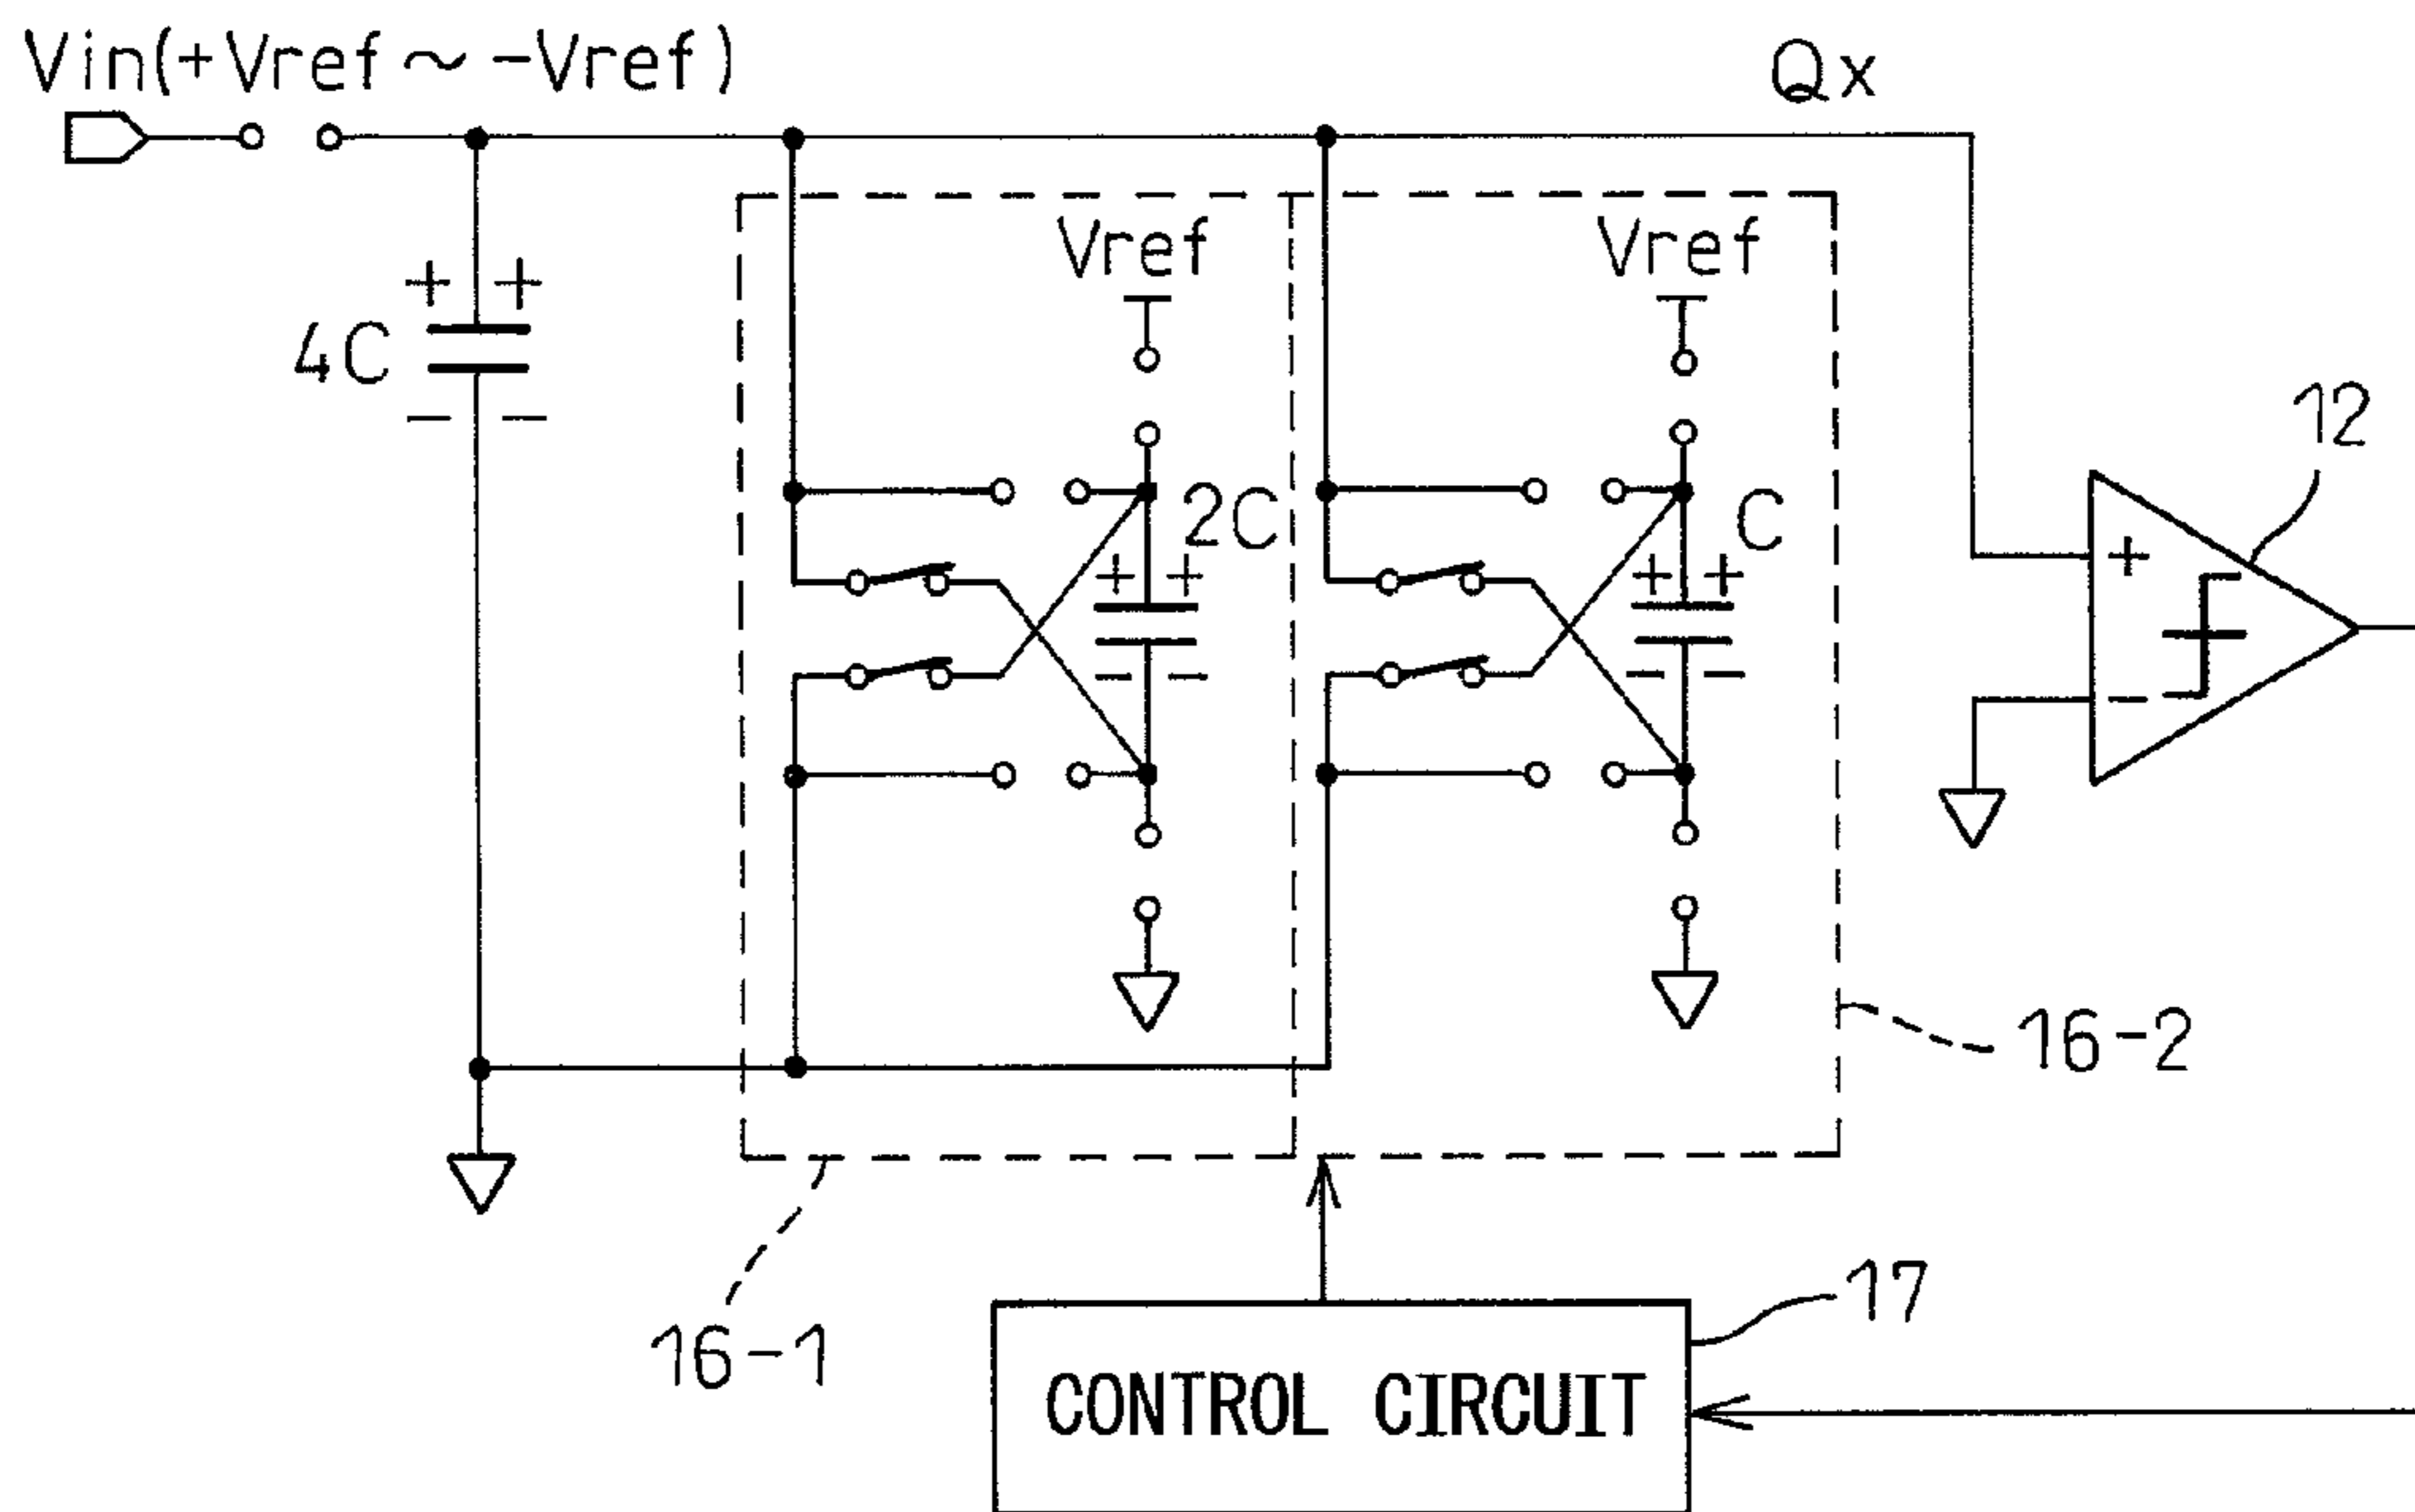 Vin(+Vref ~ -Vref)
Qx
Vref
Vref
+ +
4C
- -
12
2C
C
+ +
+ +
+
- -
- -
-
16-2
16-1
17
CONTROL CIRCUIT